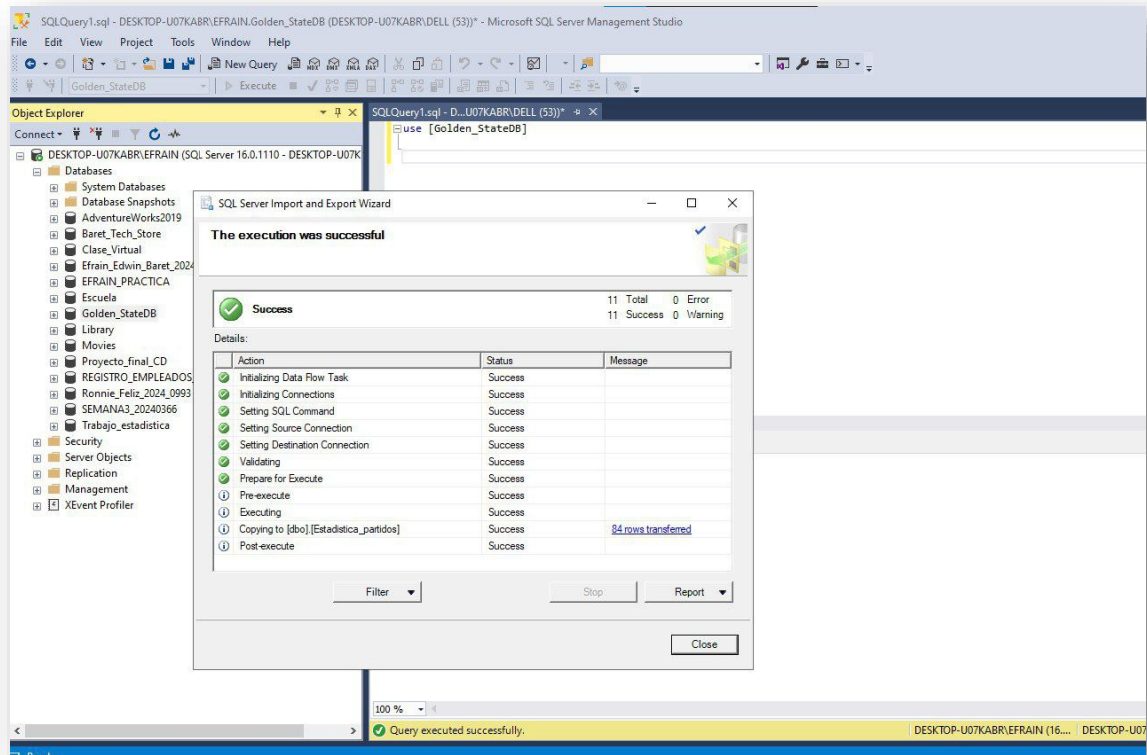 SQLQuery1.sql - DESKTOP-U07KABR\EFRAIN.Golden_StateDB (DESKTOP-U07KABR\DELL (53))* - Microsoft SQL Server Management Studio
File Edit View Project Tools Window Help
New Query
Golden_StateDB Execute
Object Explorer
Connect
DESKTOP-U07KABR\EFRAIN (SQL Server 16.0.1110 - DESKTOP-U07K
Databases
System Databases
Database Snapshots
AdventureWorks2019
Baret_Tech_Store
Clase_Virtual
Efrain_Edwin_Baret_2024
EFRAIN_PRACTICA
Escuela
Golden_StateDB
Library
Movies
Proyecto_final_CD
REGISTRO_EMPLEADOS_
Ronnie_Feliz_2024_0993
SEMANA3_20240366
Trabajo_estadistica
Security
Server Objects
Replication
Management
XEvent Profiler
SQLQuery1.sql - D...U07KABR\DELL (53))*
use [Golden_StateDB]
SQL Server Import and Export Wizard
The execution was successful
Success
11 Total 0 Error
11 Success 0 Warning
Details:
Action Status Message
Initializing Data Flow Task Success
Initializing Connections Success
Setting SQL Command Success
Setting Source Connection Success
Setting Destination Connection Success
Validating Success
Prepare for Execute Success
Pre-execute Success
Executing Success
Copying to [dbo].[Estadistica_partidos] Success 84 rows transferred
Post-execute Success
Filter Stop Report
Close
100 %
Query executed successfully. DESKTOP-U07KABR\EFRAIN (16.... DESKTOP-U07